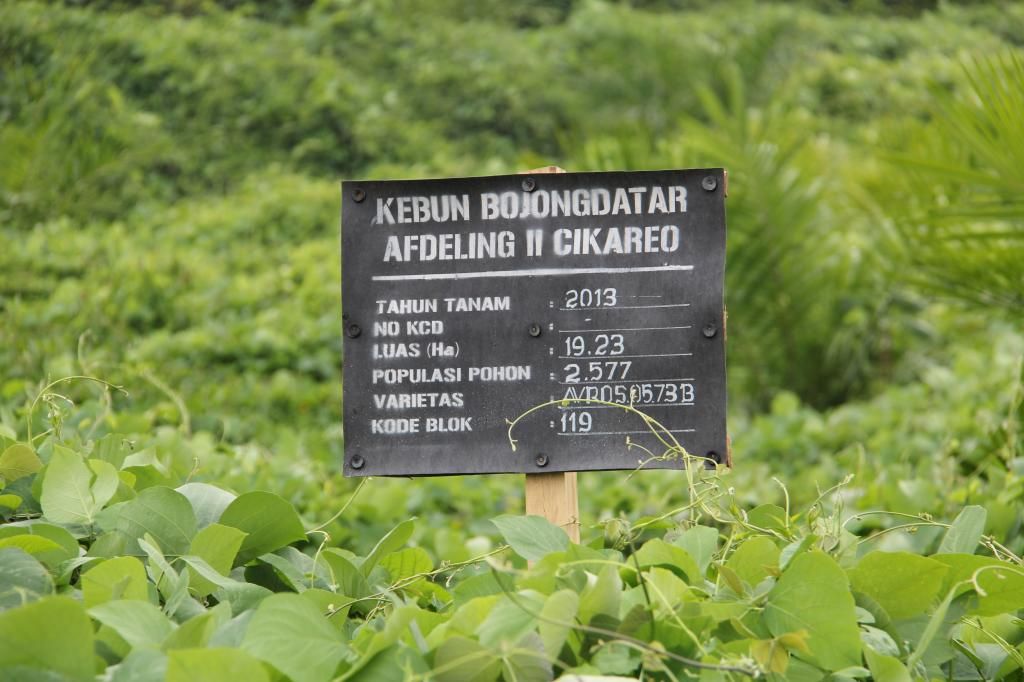 KEBUN BOJONGDATAR
AFDELING II CIKAREO
TAHUN TANAM : 2013
NO KCD : -
LUAS (Ha) : 19.23
POPULASI POHON : 2.577
VARIETAS :
KODE BLOK : 119